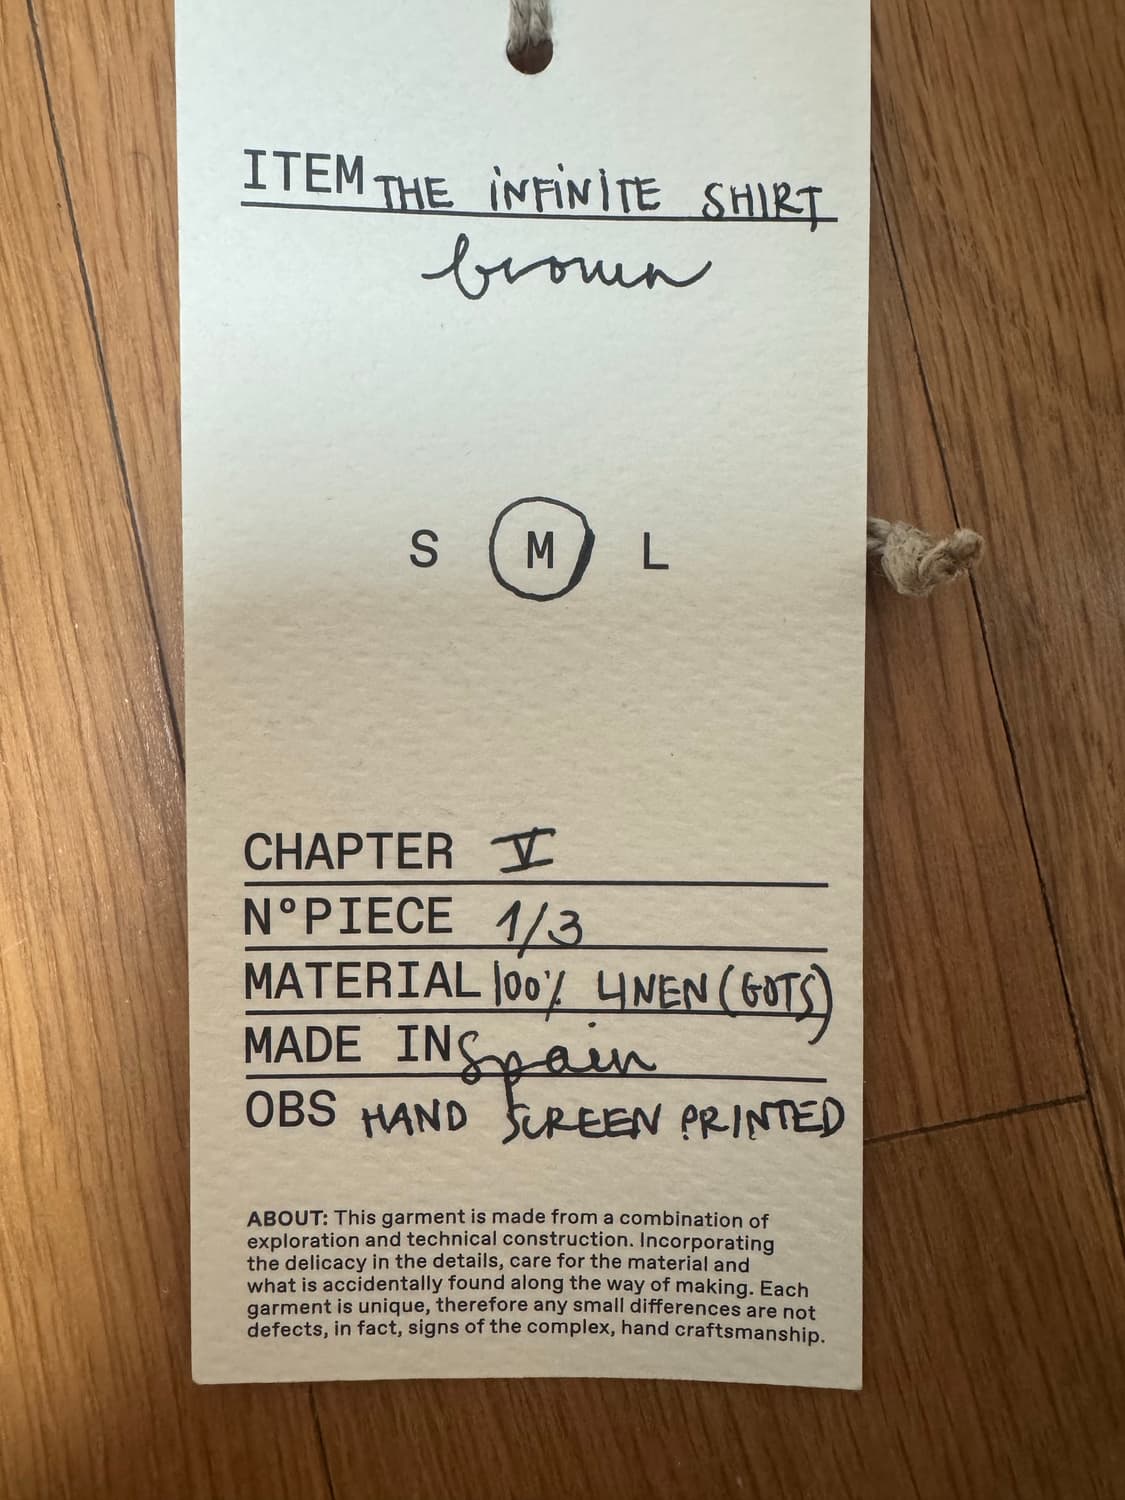 ITEM THE INFINITE SHIRT
brown
S M L
CHAPTER V
N°PIECE 1/3
MATERIAL 100% LINEN (GOTS)
MADE IN Spain
OBS HAND SCREEN PRINTED
ABOUT: This garment is made from a combination of
exploration and technical construction. Incorporating
the delicacy in the details, care for the material and
what is accidentally found along the way of making. Each
garment is unique, therefore any small differences are not
defects, in fact, signs of the complex, hand craftsmanship.